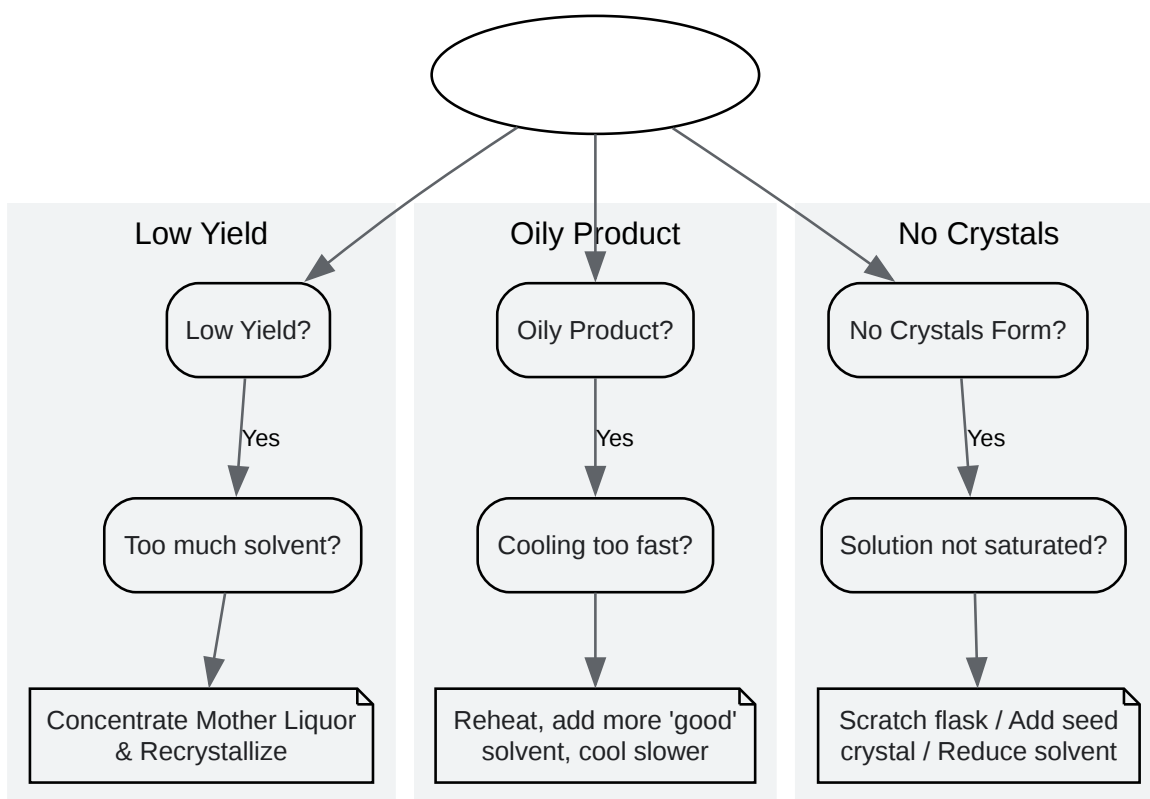 Low Yield
Low Yield?
Yes
Too much solvent?
Concentrate Mother Liquor
& Recrystallize
Oily Product
Oily Product?
Yes
Cooling too fast?
Reheat, add more 'good'
solvent, cool slower
No Crystals
No Crystals Form?
Yes
Solution not saturated?
Scratch flask / Add seed
crystal / Reduce solvent